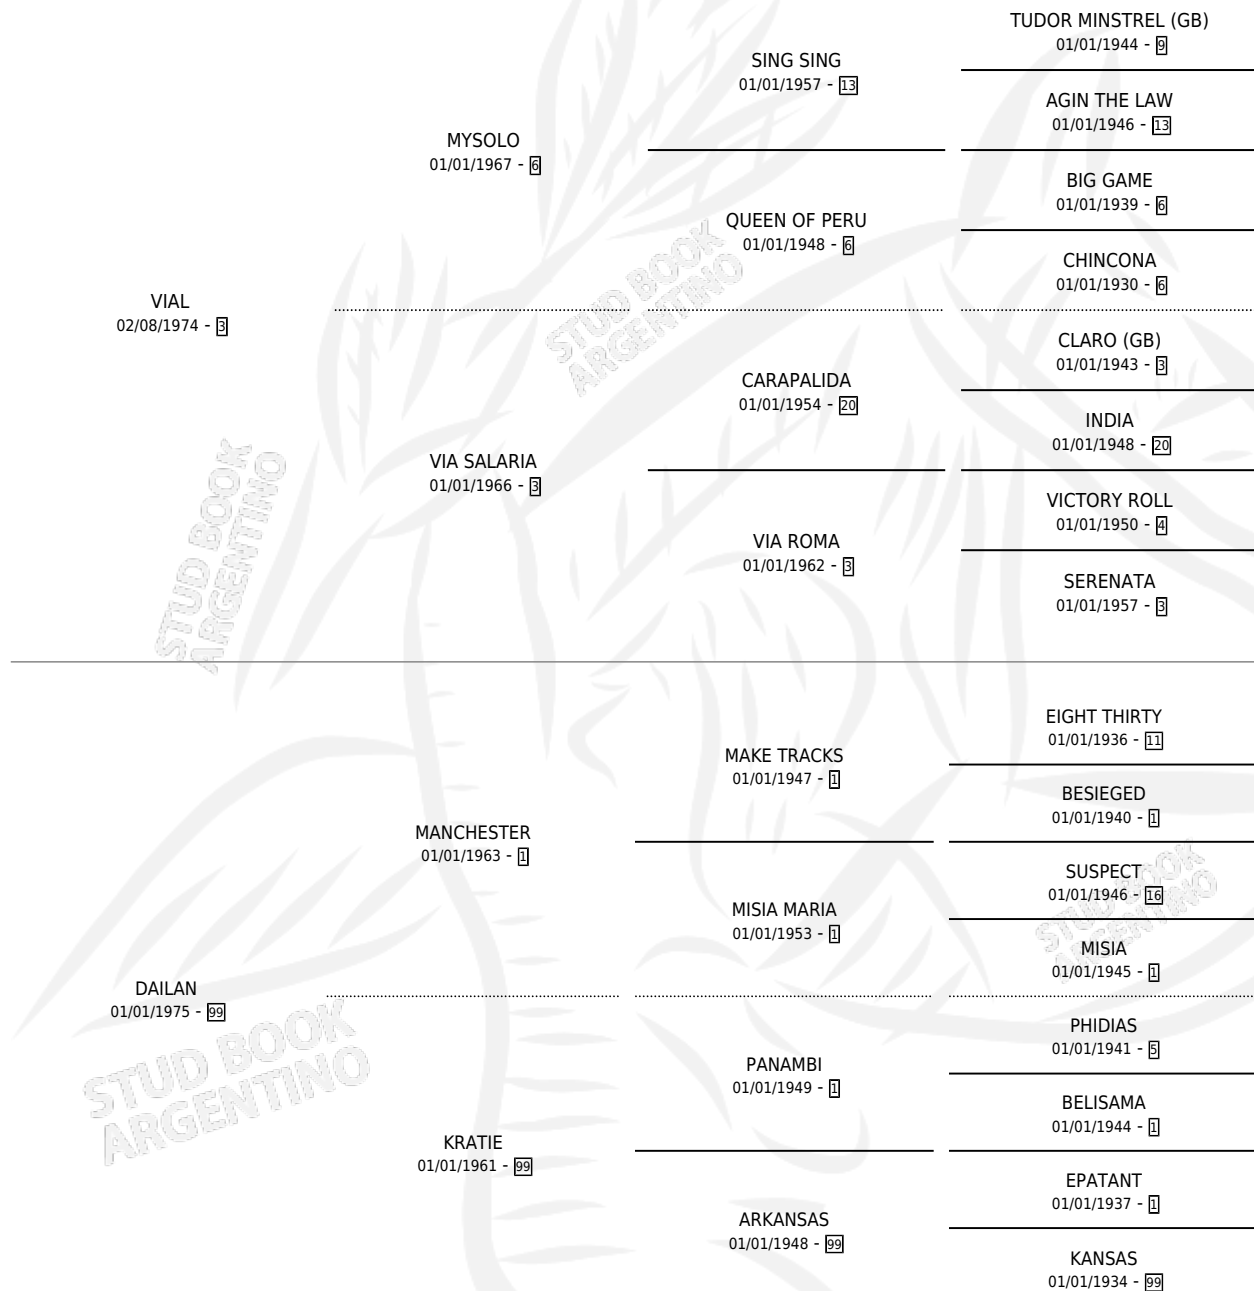 TUDOR MINSTREL (GB)
01/01/1944 - 9
SING SING
01/01/1957 - 13
AGIN THE LAW
01/01/1946 - 13
MYSOLO
01/01/1967 - 6
BIG GAME
01/01/1939 - 6
QUEEN OF PERU
01/01/1948 - 6
CHINCONA
01/01/1930 - 6
VIAL
02/08/1974 - 3
CLARO (GB)
01/01/1943 - 3
CARAPALIDA
01/01/1954 - 20
INDIA
01/01/1948 - 20
VIA SALARIA
01/01/1966 - 3
VICTORY ROLL
01/01/1950 - 4
VIA ROMA
01/01/1962 - 3
SERENATA
01/01/1957 - 3
STUD BOOK
ARGENTINO
STUD BOOK
ARGENTINO
EIGHT THIRTY
01/01/1936 - 11
MAKE TRACKS
01/01/1947 - 1
BESIEGED
01/01/1940 - 1
MANCHESTER
01/01/1963 - 1
SUSPECT
01/01/1946 - 16
MISIA MARIA
01/01/1953 - 1
MISIA
01/01/1945 - 1
DAILAN
01/01/1975 - 99
PHIDIAS
01/01/1941 - 5
PANAMBI
01/01/1949 - 1
BELISAMA
01/01/1944 - 1
KRATIE
01/01/1961 - 99
EPATANT
01/01/1937 - 1
ARKANSAS
01/01/1948 - 99
KANSAS
01/01/1934 - 99
STUD BOOK
ARGENTINO
STUD BOOK
ARGENTINO